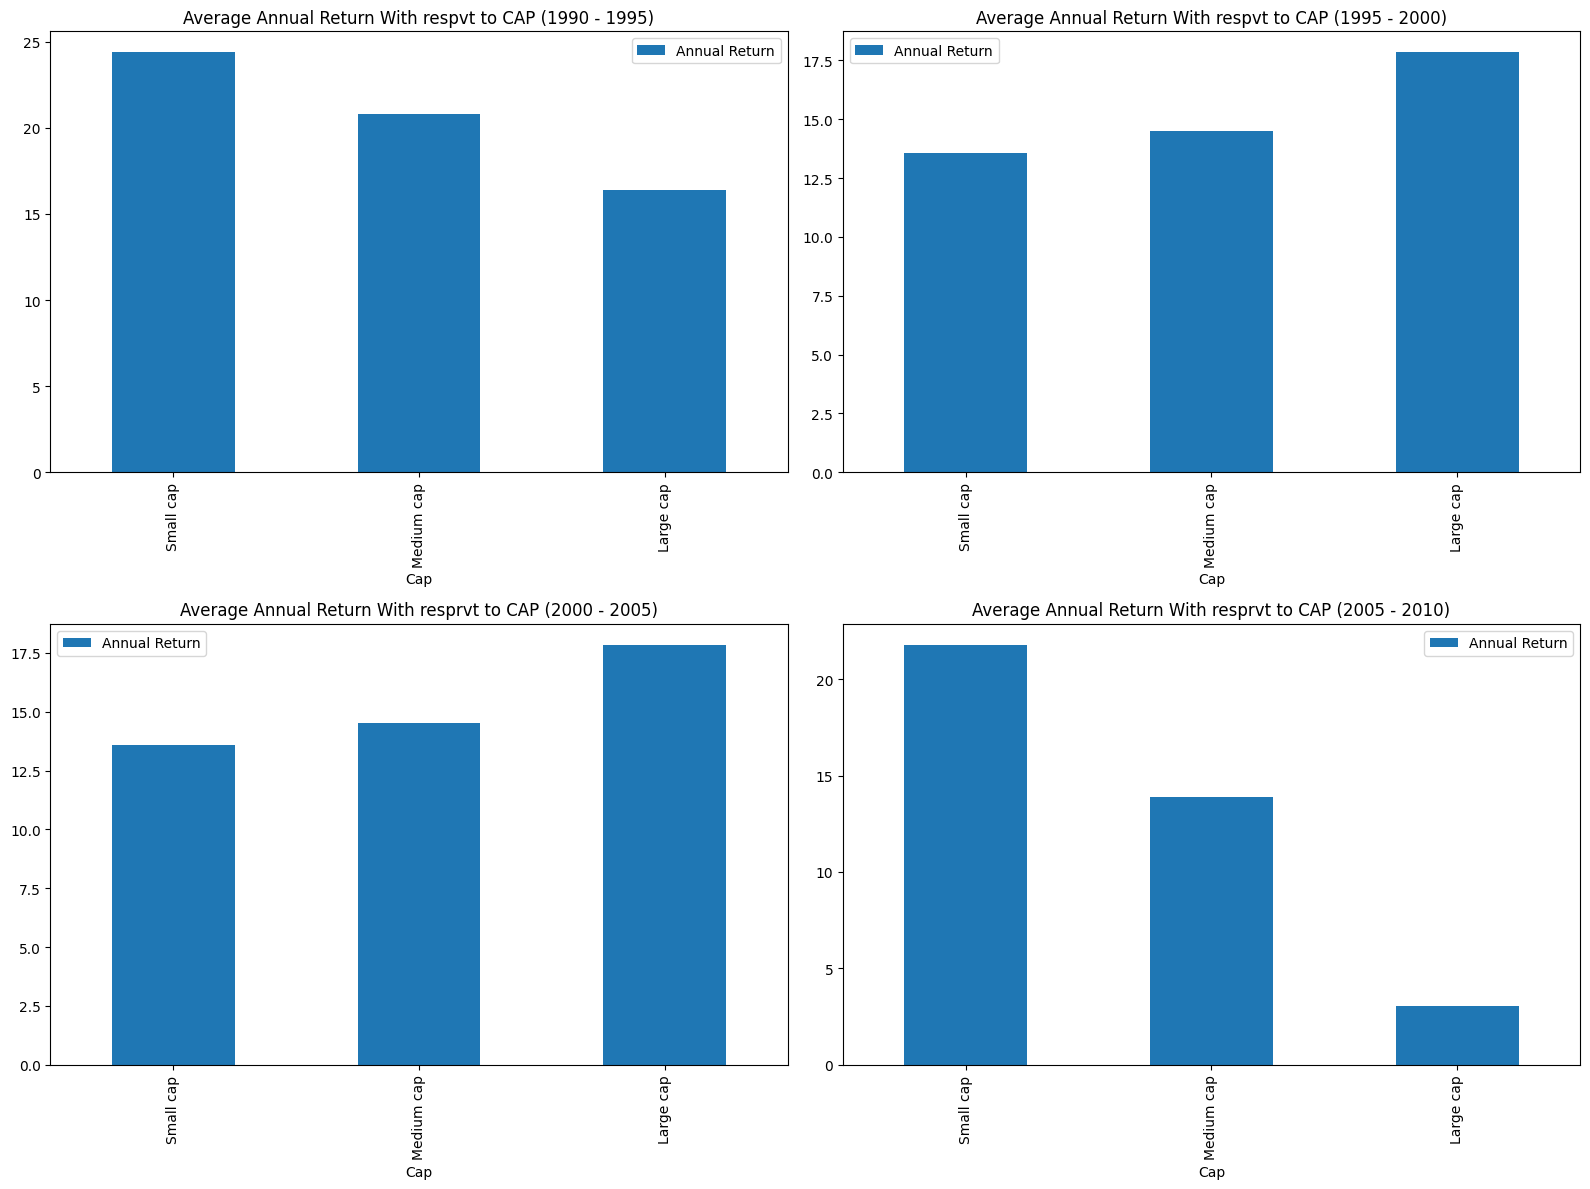 Average Annual Return With respvt to CAP (1990 - 1995)
Annual Return
25
20
15
10
5
0
Small cap
Medium cap
Large cap
Cap
Average Annual Return With respvt to CAP (1995 - 2000)
Annual Return
17.5
15.0
12.5
10.0
7.5
5.0
2.5
0.0
Small cap
Medium cap
Large cap
Cap
Average Annual Return With resprvt to CAP (2000 - 2005)
Annual Return
17.5
15.0
12.5
10.0
7.5
5.0
2.5
0.0
Small cap
Medium cap
Large cap
Cap
Average Annual Return With resprvt to CAP (2005 - 2010)
Annual Return
20
15
10
5
0
Small cap
Medium cap
Large cap
Cap